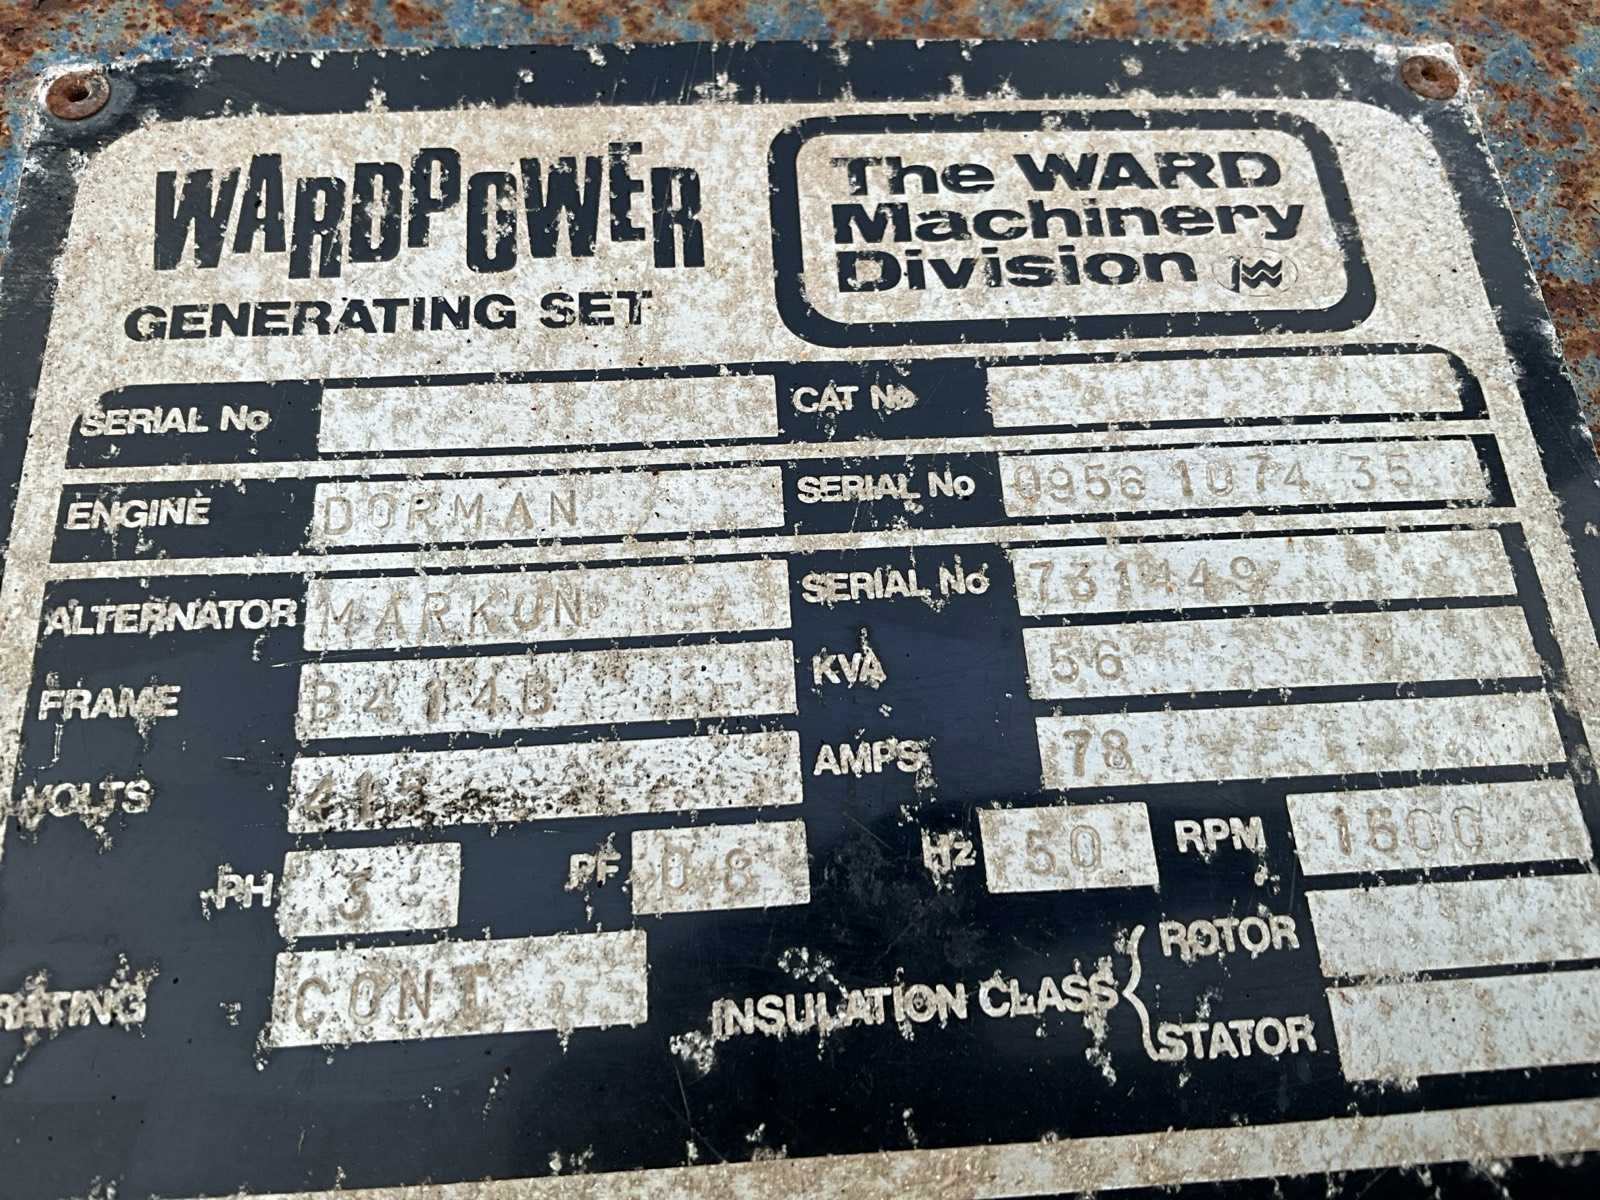 WARDPOWER
GENERATING SET
The WARD
Machinery
Division
SERIAL No
CAT No
ENGINE DORMAN SERIAL No 0956 1074 35
ALTERNATOR MARKON SERIAL No 731449
FRAME B414B KVA 56
VOLTS 415 AMPS 78
PH 3 PF 0.8 Hz 50 RPM 1500
RATING CONT INSULATION CLASS { ROTOR
STATOR